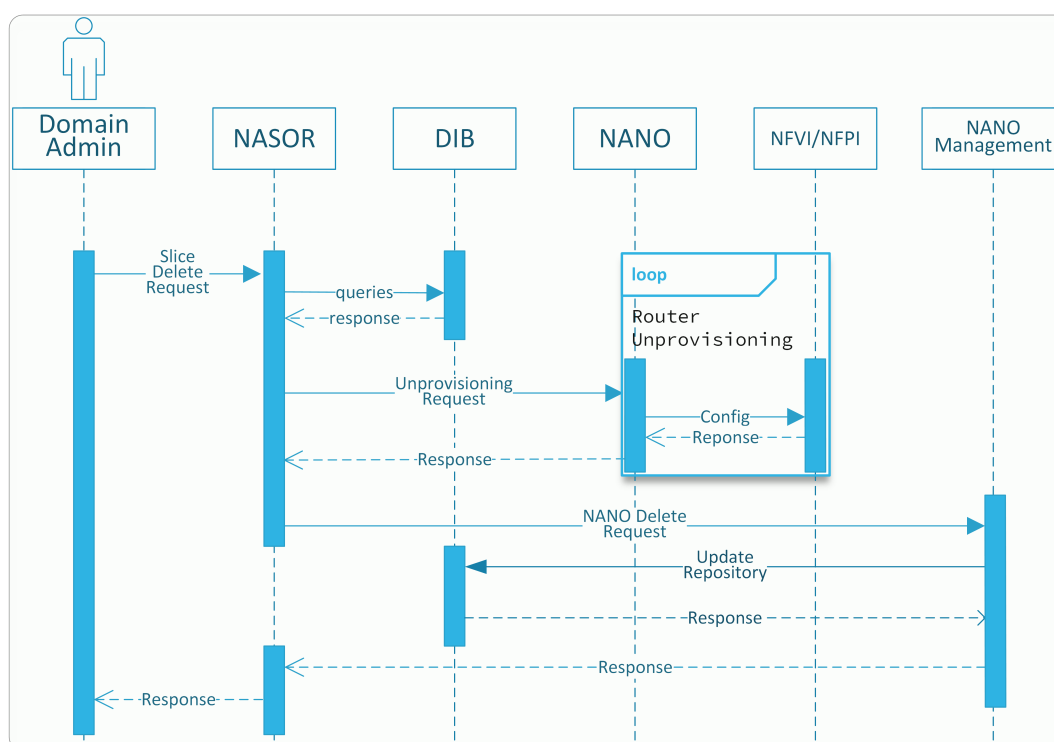 Domain
Admin
NASOR
DIB
NANO
NFVI/NFPI
NANO
Management
Slice
Delete
Request
queries
response
loop
Router
Unprovisioning
Unprovisioning
Request
Config
Reponse
Response
NANO Delete
Request
Update
Repository
Response
Response
Response